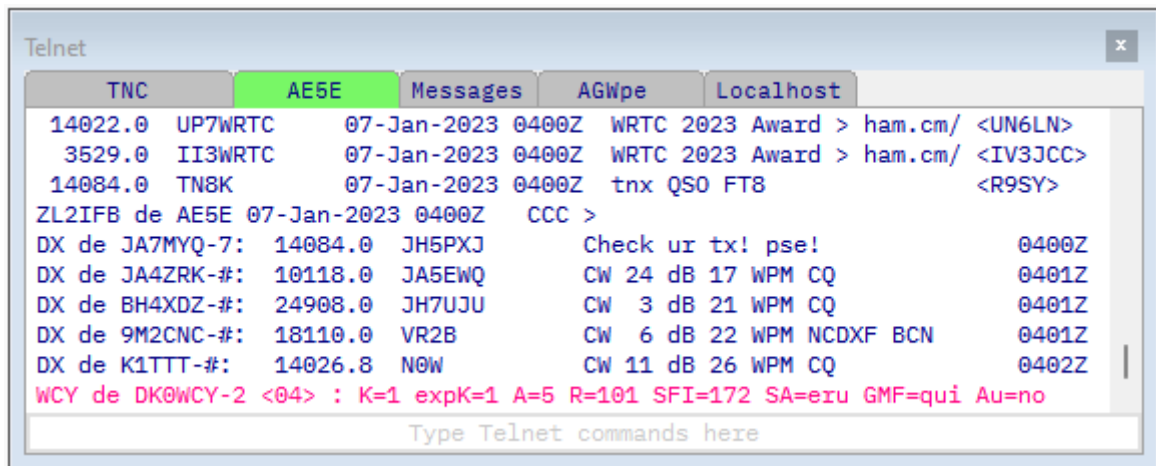 Telnet x
TNC AE5E Messages AGWpe Localhost
14022.0 UP7WRTC 07-Jan-2023 0400Z WRTC 2023 Award > ham.cm/ <UN6LN>
3529.0 II3WRTC 07-Jan-2023 0400Z WRTC 2023 Award > ham.cm/ <IV3JCC>
14084.0 TN8K 07-Jan-2023 0400Z tnx QSO FT8 <R9SY>
ZL2IFB de AE5E 07-Jan-2023 0400Z CCC >
DX de JA7MYQ-7: 14084.0 JH5PXJ Check ur tx! pse! 0400Z
DX de JA4ZRK-#: 10118.0 JA5EWQ CW 24 dB 17 WPM CQ 0401Z
DX de BH4XDZ-#: 24908.0 JH7UJU CW 3 dB 21 WPM CQ 0401Z
DX de 9M2CNC-#: 18110.0 VR2B CW 6 dB 22 WPM NCDXF BCN 0401Z
DX de K1TTT-#: 14026.8 N0W CW 11 dB 26 WPM CQ 0402Z
WCY de DK0WCY-2 <04> : K=1 expK=1 A=5 R=101 SFI=172 SA=eru GMF=qui Au=no
Type Telnet commands here